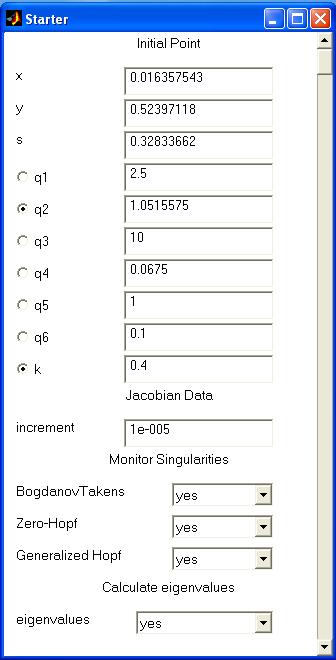 Starter
Initial Point
x 0.016357543
y 0.52397118
s 0.32833662
q1 2.5
q2 1.0515575
q3 10
q4 0.0675
q5 1
q6 0.1
k 0.4
Jacobian Data
increment 1e-005
Monitor Singularities
BogdanovTakens yes
Zero-Hopf yes
Generalized Hopf yes
Calculate eigenvalues
eigenvalues yes